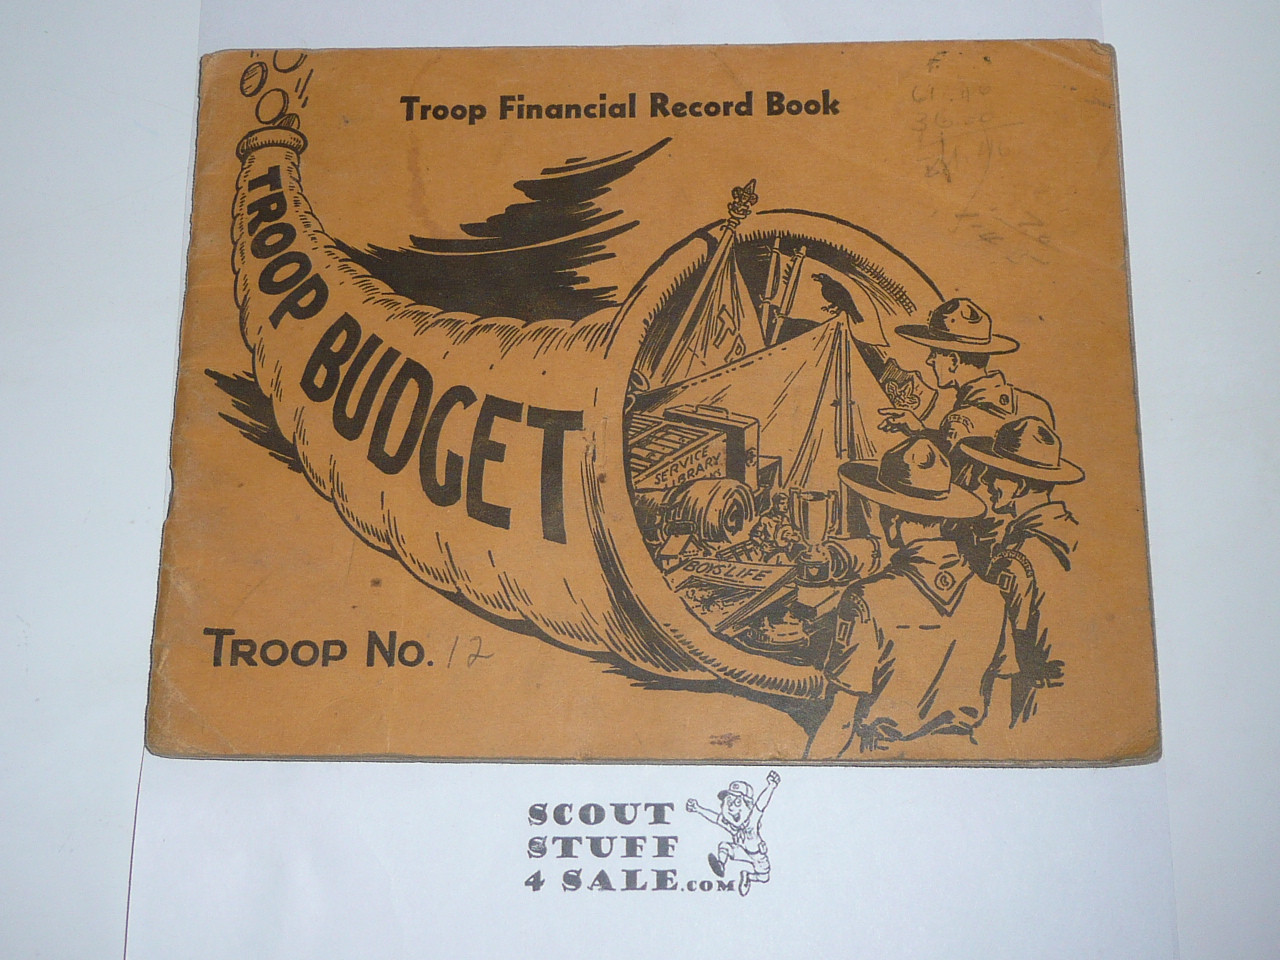 Troop Financial Record Book
TROOP BUDGET
SERVICE
LIBRARY
BOYS' LIFE
TROOP No. 12
SCOUT
STUFF
4 SALE.COM